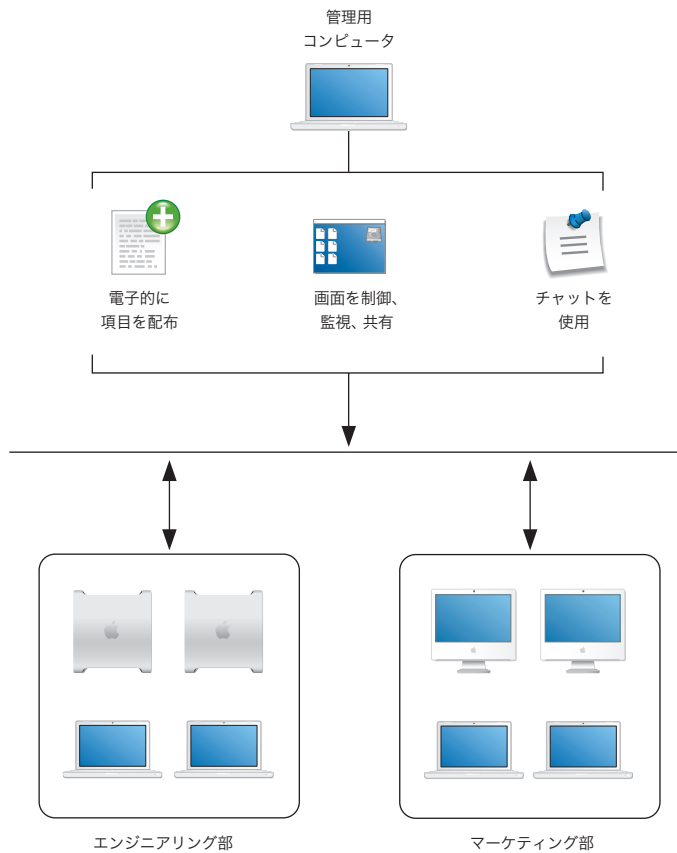 管理用
コンピュータ
電子的に
項目を配布
画面を制御、
監視、共有
チャットを
使用
エンジニアリング部
マーケティング部